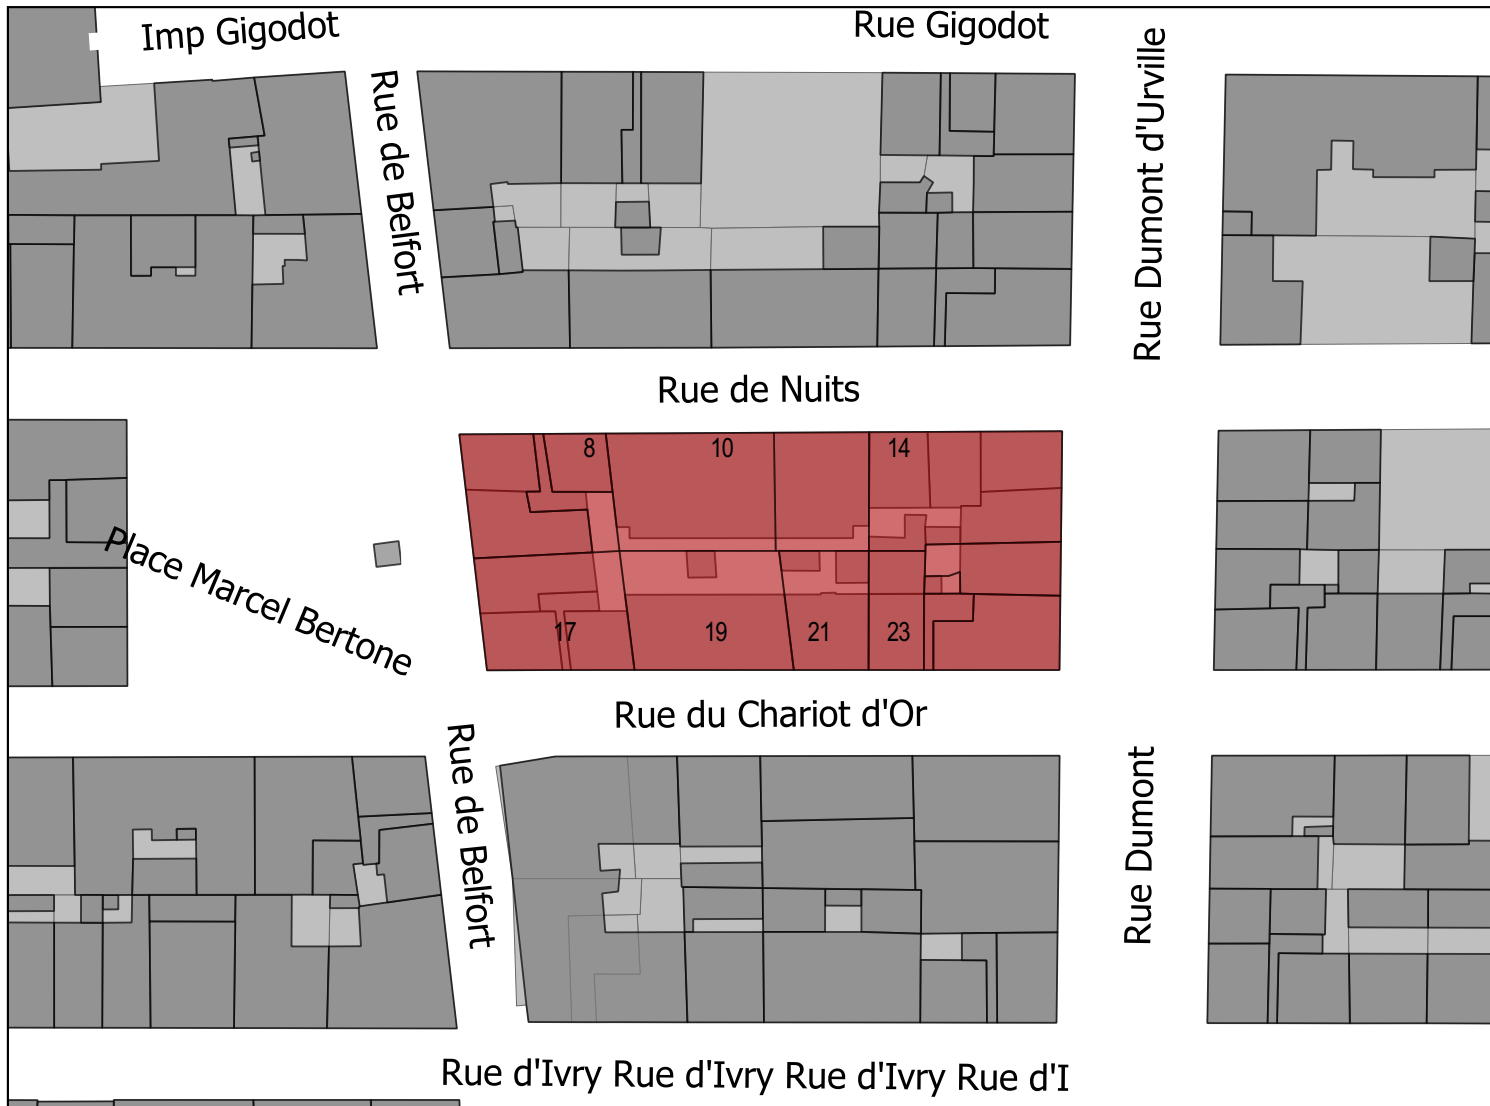 Imp Gigodot
Rue Gigodot
Rue de Belfort
Rue Dumont d'Urville
Rue de Nuits
8
10
14
Place Marcel Bertone
17
19
21
23
Rue du Chariot d'Or
Rue de Belfort
Rue Dumont
Rue d'Ivry Rue d'Ivry Rue d'Ivry Rue d'I